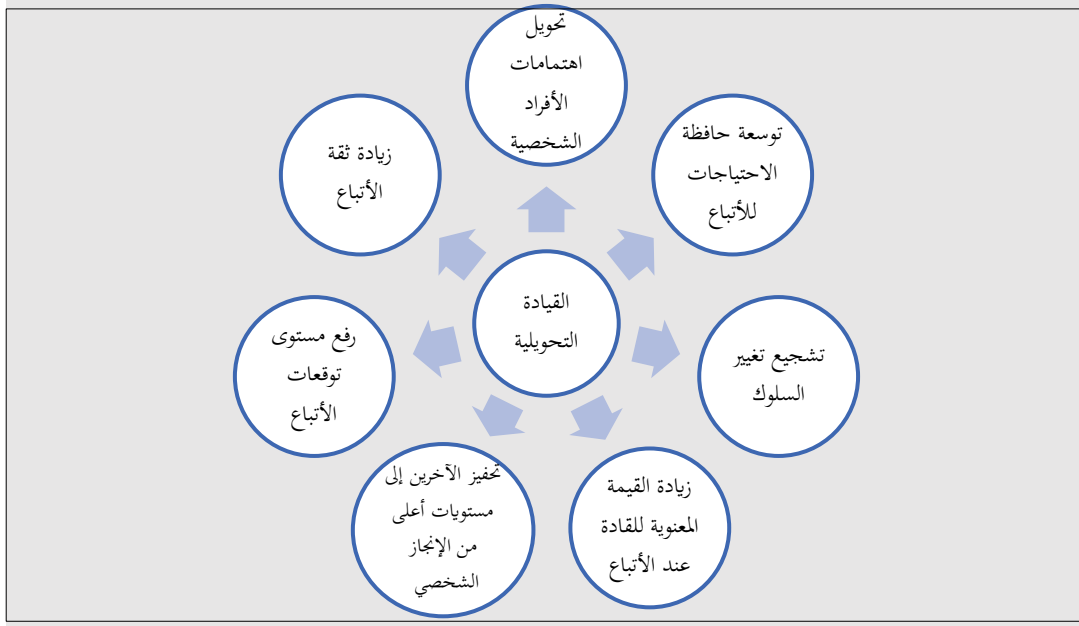 تحويل
اهتمامات
الأفراد
الشخصية
توسعة حافظة
الاحتياجات
للأتباع
تشجيع تغيير
السلوك
زيادة القيمة
المعنوية للقادة
عند الأتباع
تحفيز الآخرين إلى
مستويات أعلى
من الإنجاز
الشخصي
رفع مستوى
توقعات
الأتباع
زيادة ثقة
الأتباع
القيادة
التحويلية